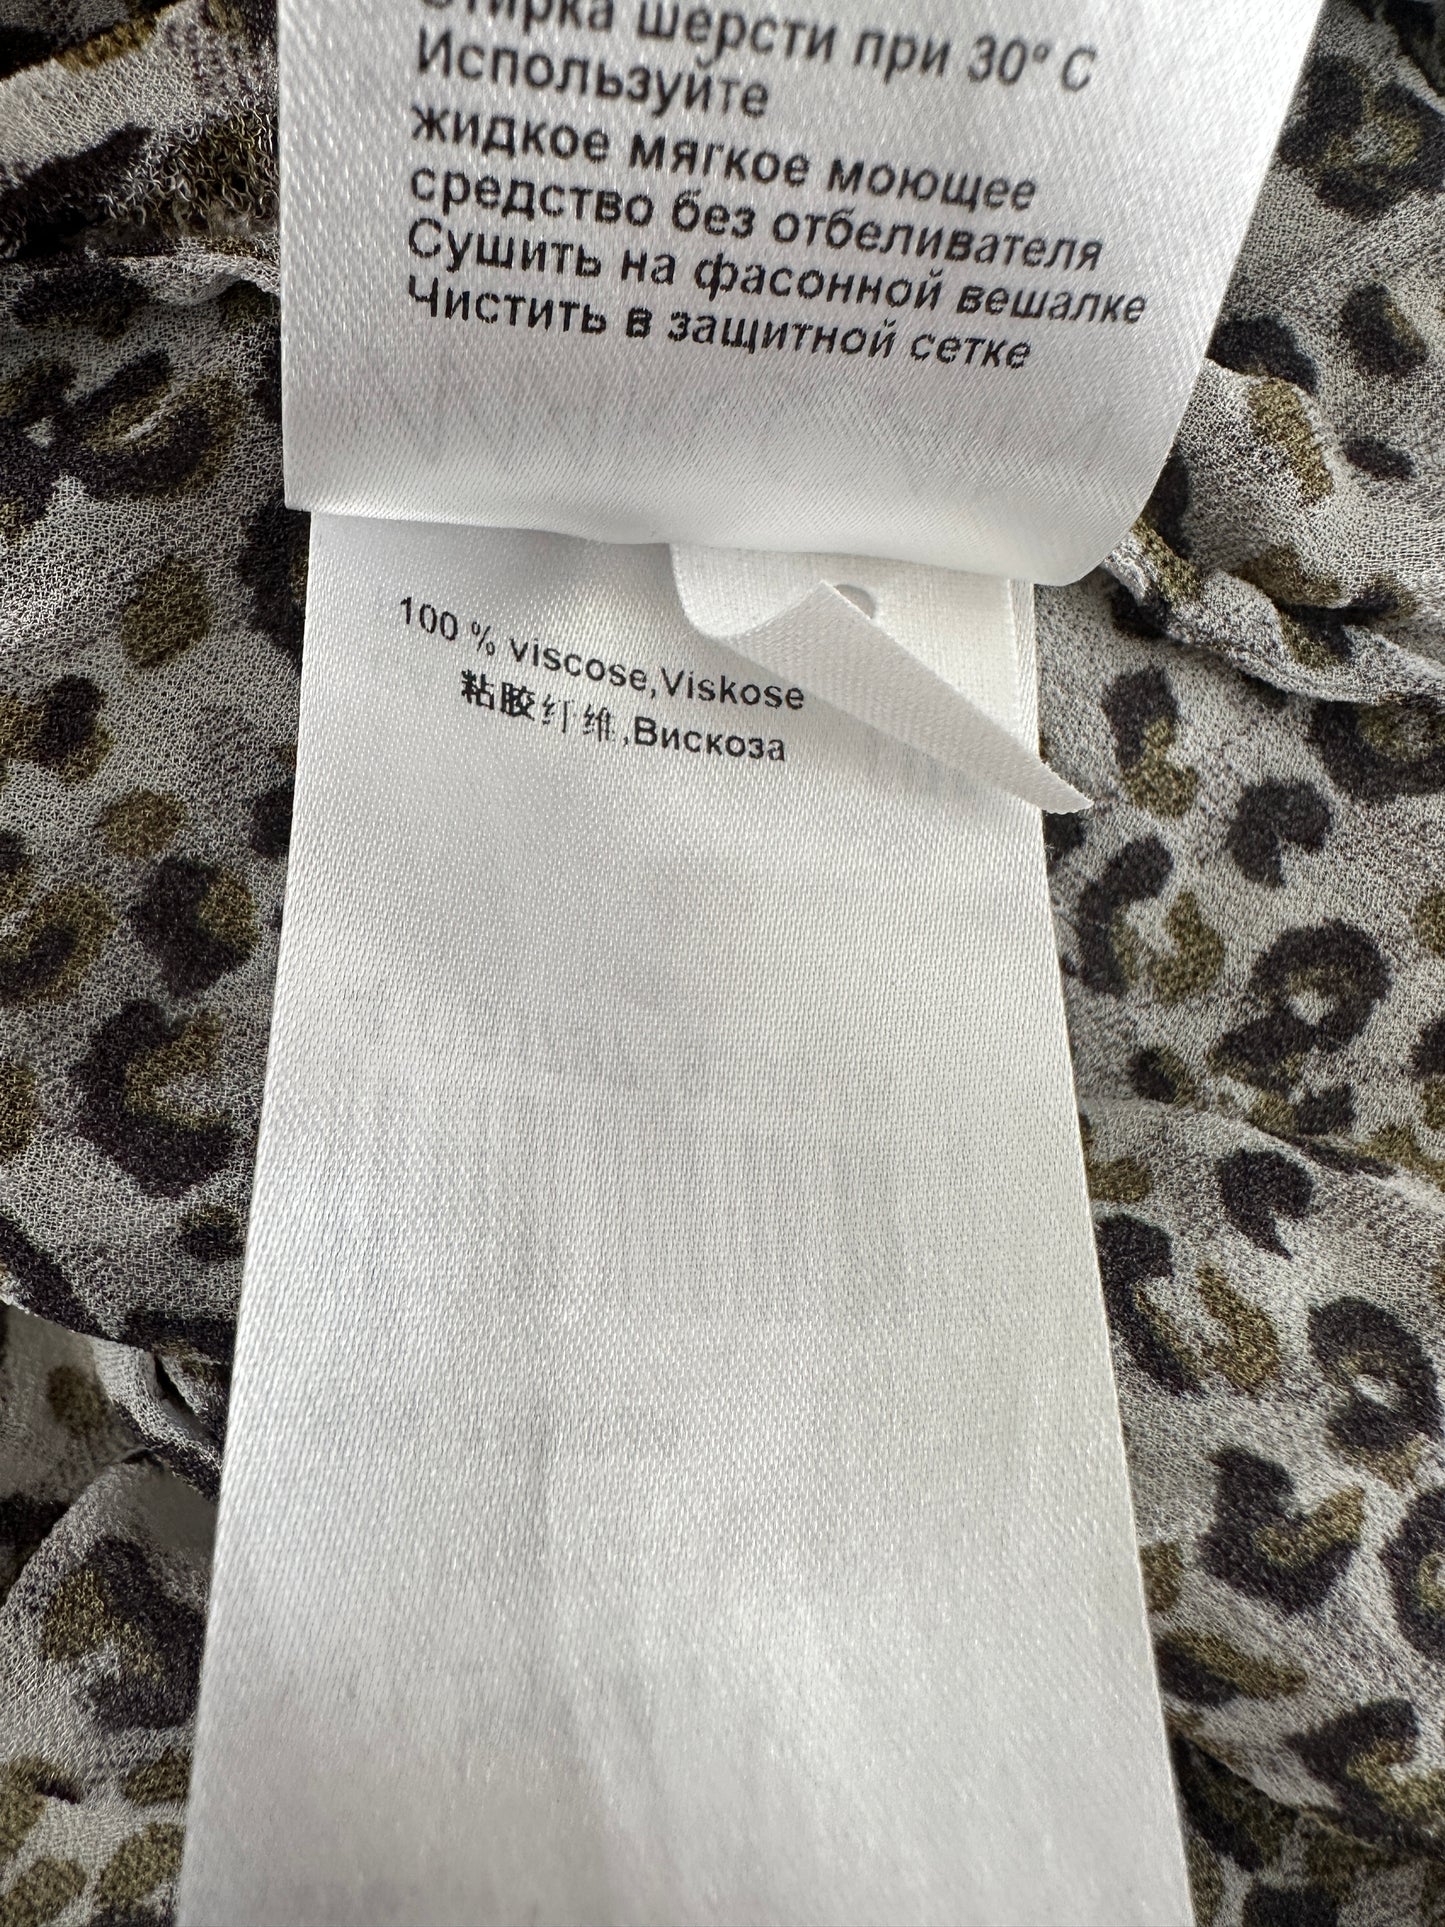 Стирка шерсти при 30° C
Используйте
жидкое мягкое моющее
средство без отбеливателя
Сушить на фасонной вешалке
Чистить в защитной сетке
100 % viscose,Viskose
粘胶纤维,Вискоза